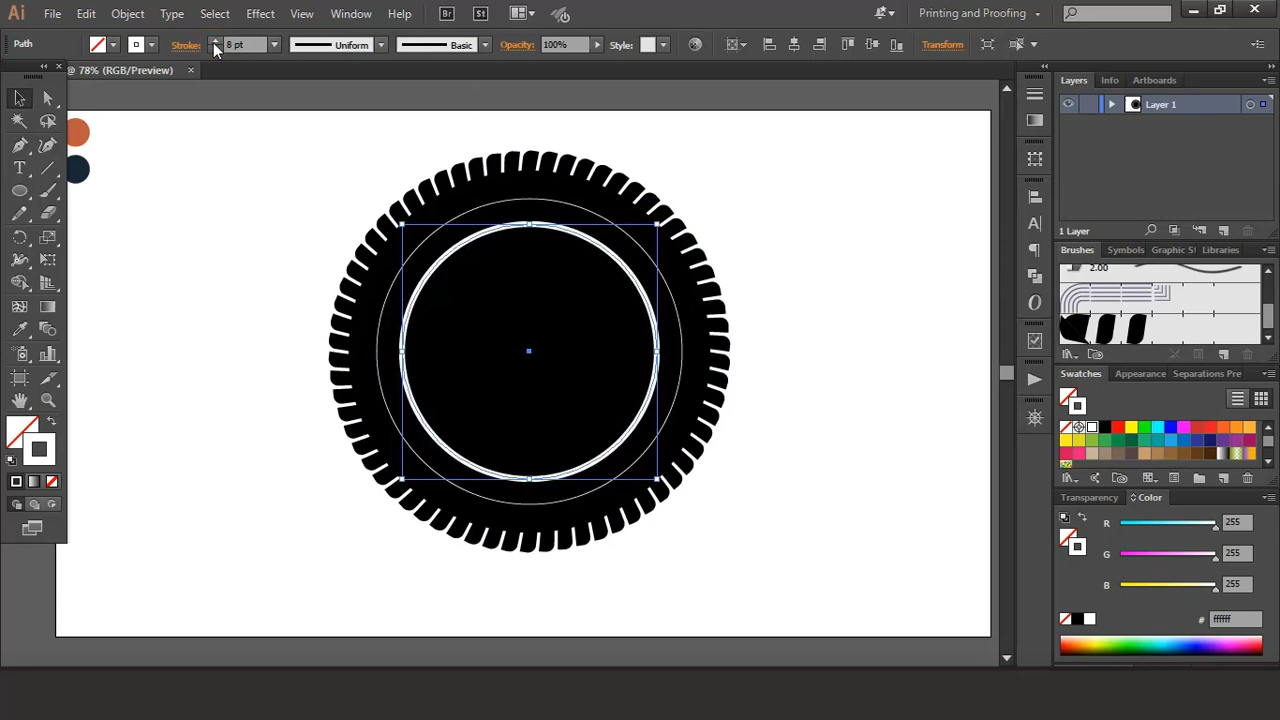 Ai File Edit Object Type Select Effect View Window Help Br St Printing and Proofing
Path Stroke: 8 pt Uniform Basic Opacity: 100% Style: Transform
@ 78% (RGB/Preview)
Layers Info Artboards
Layer 1
1 Layer
Brushes Symbols Graphic St Libraries
2.00
Swatches Appearance Separations Pre
Transparency Color
R 255
G 255
B 255
# ffffff